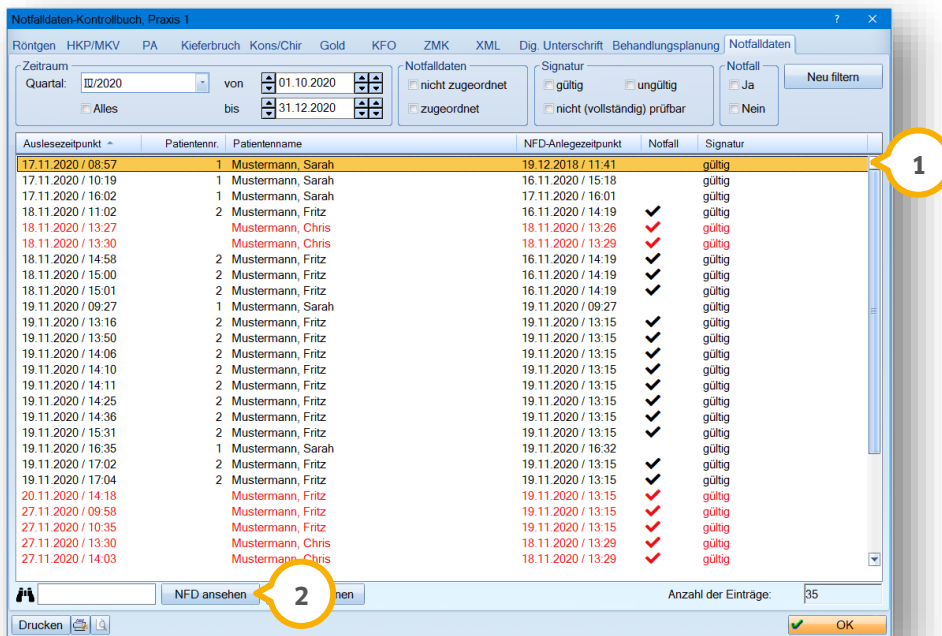 Notfalldaten-Kontrollbuch, Praxis 1 ? ×
Röntgen HKP/MKV PA Kieferbruch Kons/Chir Gold KFO ZMK XML Dig. Unterschrift Behandlungsplanung Notfalldaten
Zeitraum Notfalldaten Signatur Notfall
Quartal: III/2020 von 01.10.2020 nicht zugeordnet gültig ungültig Ja Neu filtern
Alles bis 31.12.2020 zugeordnet nicht (vollständig) prüfbar Nein
Auslesezeitpunkt Patientennr. Patientenname NFD-Anlegezeitpunkt Notfall Signatur
17.11.2020 / 08:57 1 Mustermann, Sarah 19.12.2018 / 11:41 gültig
1
17.11.2020 / 10:19 1 Mustermann, Sarah 16.11.2020 / 15:18 gültig
17.11.2020 / 16:02 1 Mustermann, Sarah 17.11.2020 / 16:01 gültig
18.11.2020 / 11:02 2 Mustermann, Fritz 16.11.2020 / 14:19 ✓ gültig
18.11.2020 / 13:27 Mustermann, Chris 18.11.2020 / 13:26 ✓ gültig
18.11.2020 / 13:30 Mustermann, Chris 18.11.2020 / 13:29 ✓ gültig
18.11.2020 / 14:58 2 Mustermann, Fritz 16.11.2020 / 14:19 ✓ gültig
18.11.2020 / 15:00 2 Mustermann, Fritz 16.11.2020 / 14:19 ✓ gültig
18.11.2020 / 15:01 2 Mustermann, Fritz 16.11.2020 / 14:19 ✓ gültig
19.11.2020 / 09:27 1 Mustermann, Sarah 19.11.2020 / 09:27 gültig
19.11.2020 / 13:16 2 Mustermann, Fritz 19.11.2020 / 13:15 ✓ gültig
19.11.2020 / 13:50 2 Mustermann, Fritz 19.11.2020 / 13:15 ✓ gültig
19.11.2020 / 14:06 2 Mustermann, Fritz 19.11.2020 / 13:15 ✓ gültig
19.11.2020 / 14:10 2 Mustermann, Fritz 19.11.2020 / 13:15 ✓ gültig
19.11.2020 / 14:11 2 Mustermann, Fritz 19.11.2020 / 13:15 ✓ gültig
19.11.2020 / 14:25 2 Mustermann, Fritz 19.11.2020 / 13:15 ✓ gültig
19.11.2020 / 14:36 2 Mustermann, Fritz 19.11.2020 / 13:15 ✓ gültig
19.11.2020 / 15:31 2 Mustermann, Fritz 19.11.2020 / 13:15 ✓ gültig
19.11.2020 / 16:35 1 Mustermann, Sarah 19.11.2020 / 16:32 gültig
19.11.2020 / 17:02 2 Mustermann, Fritz 19.11.2020 / 13:15 ✓ gültig
19.11.2020 / 17:04 2 Mustermann, Fritz 19.11.2020 / 13:15 ✓ gültig
20.11.2020 / 14:18 Mustermann, Fritz 19.11.2020 / 13:15 ✓ gültig
27.11.2020 / 09:58 Mustermann, Fritz 19.11.2020 / 13:15 ✓ gültig
27.11.2020 / 10:35 Mustermann, Fritz 19.11.2020 / 13:15 ✓ gültig
27.11.2020 / 13:30 Mustermann, Chris 18.11.2020 / 13:29 ✓ gültig
27.11.2020 / 14:03 Mustermann, Chris 18.11.2020 / 13:29 ✓ gültig
NFD ansehen 2 nen Anzahl der Einträge: 35
Drucken OK